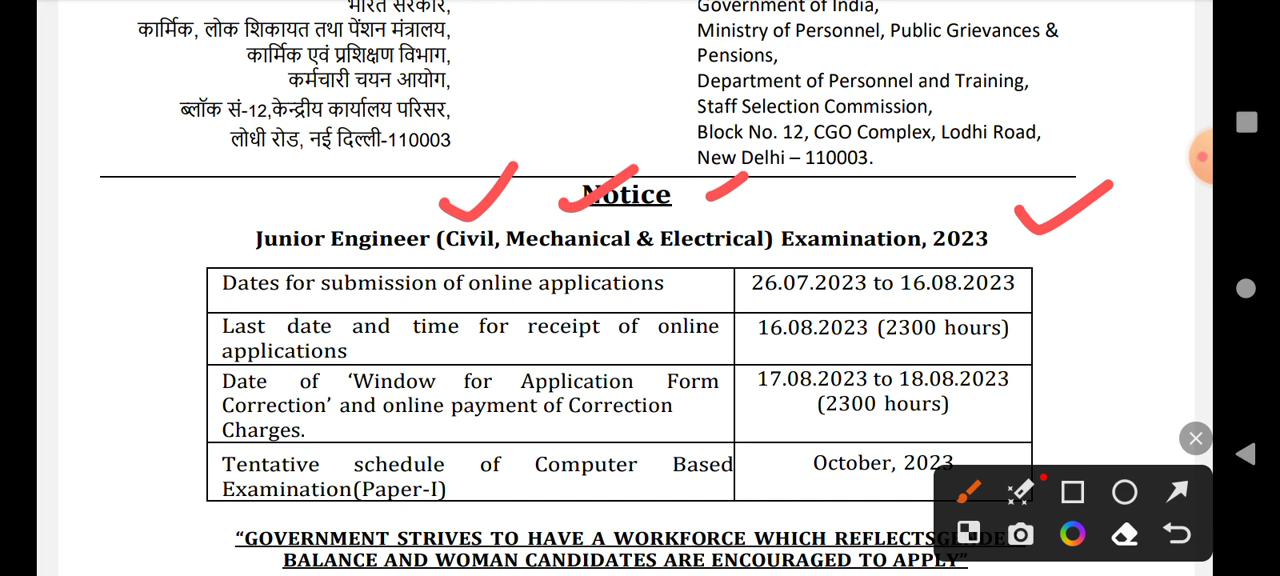 भारत सरकार,
कार्मिक, लोक शिकायत तथा पेंशन मंत्रालय,
कार्मिक एवं प्रशिक्षण विभाग,
कर्मचारी चयन आयोग,
ब्लॉक सं-12,केन्द्रीय कार्यालय परिसर,
लोधी रोड, नई दिल्ली-110003
Government of India,
Ministry of Personnel, Public Grievances &
Pensions,
Department of Personnel and Training,
Staff Selection Commission,
Block No. 12, CGO Complex, Lodhi Road,
New Delhi – 110003.
Notice
Junior Engineer (Civil, Mechanical & Electrical) Examination, 2023
Dates for submission of online applications
26.07.2023 to 16.08.2023
Last date and time for receipt of online
applications
16.08.2023 (2300 hours)
Date of ‘Window for Application Form
Correction’ and online payment of Correction
Charges.
17.08.2023 to 18.08.2023
(2300 hours)
Tentative schedule of Computer Based
Examination(Paper-I)
October, 2023
“GOVERNMENT STRIVES TO HAVE A WORKFORCE WHICH REFLECTS
BALANCE AND WOMAN CANDIDATES ARE ENCOURAGED TO APPLY”